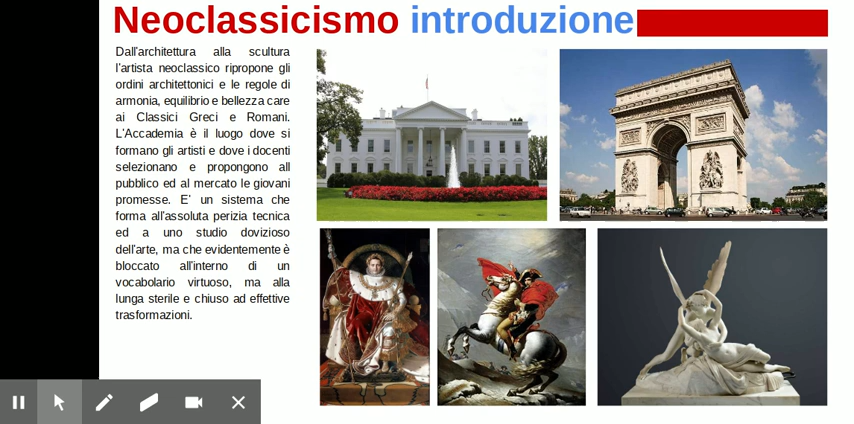 Neoclassicismo introduzione
Dall'architettura alla scultura
l'artista neoclassico ripropone gli
ordini architettonici e le regole di
armonia, equilibrio e bellezza care
ai Classici Greci e Romani.
L'Accademia è il luogo dove si
formano gli artisti e dove i docenti
selezionano e propongono all
pubblico ed al mercato le giovani
promesse. E' un sistema che
forma all'assoluta perizia tecnica
ed a uno studio dovizioso
dell'arte, ma che evidentemente è
bloccato all'interno di un
vocabolario virtuoso, ma alla
lunga sterile e chiuso ad effettive
trasformazioni.